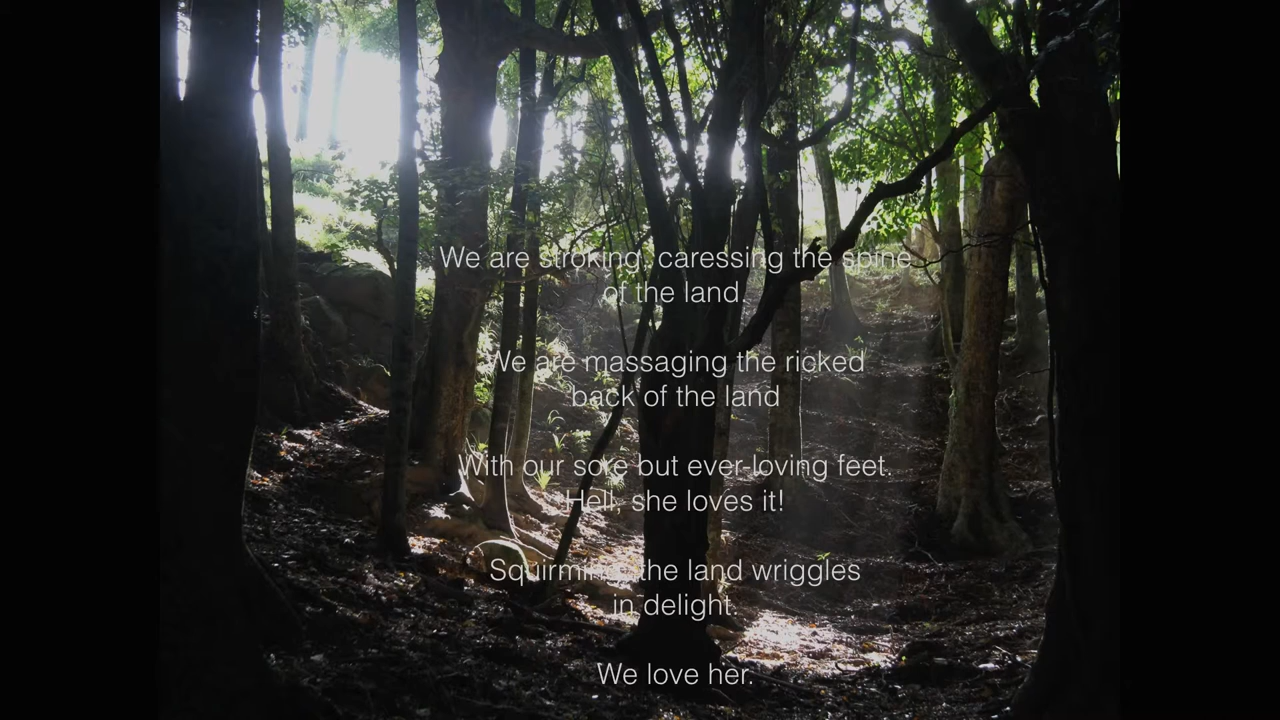 We are stroking, caressing the spine
of the land.
We are massaging the ricked
back of the land
With our sore but ever-loving feet.
Hell, she loves it!
Squirming, the land wriggles
in delight.
We love her.